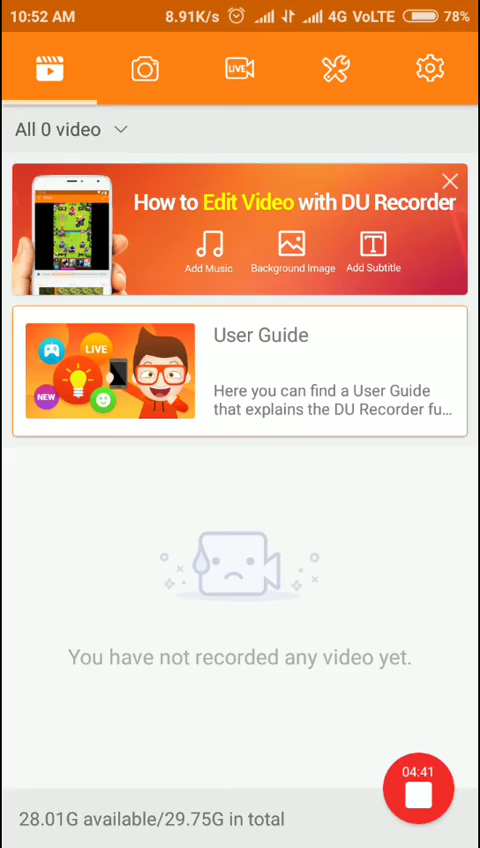 10:52 AM 8.91K/s 4G VoLTE 78%
LIVE
All 0 video
How to Edit Video with DU Recorder
Add Music Background Image Add Subtitle
LIVE
NEW
User Guide
Here you can find a User Guide
that explains the DU Recorder fu...
You have not recorded any video yet.
04:41
28.01G available/29.75G in total